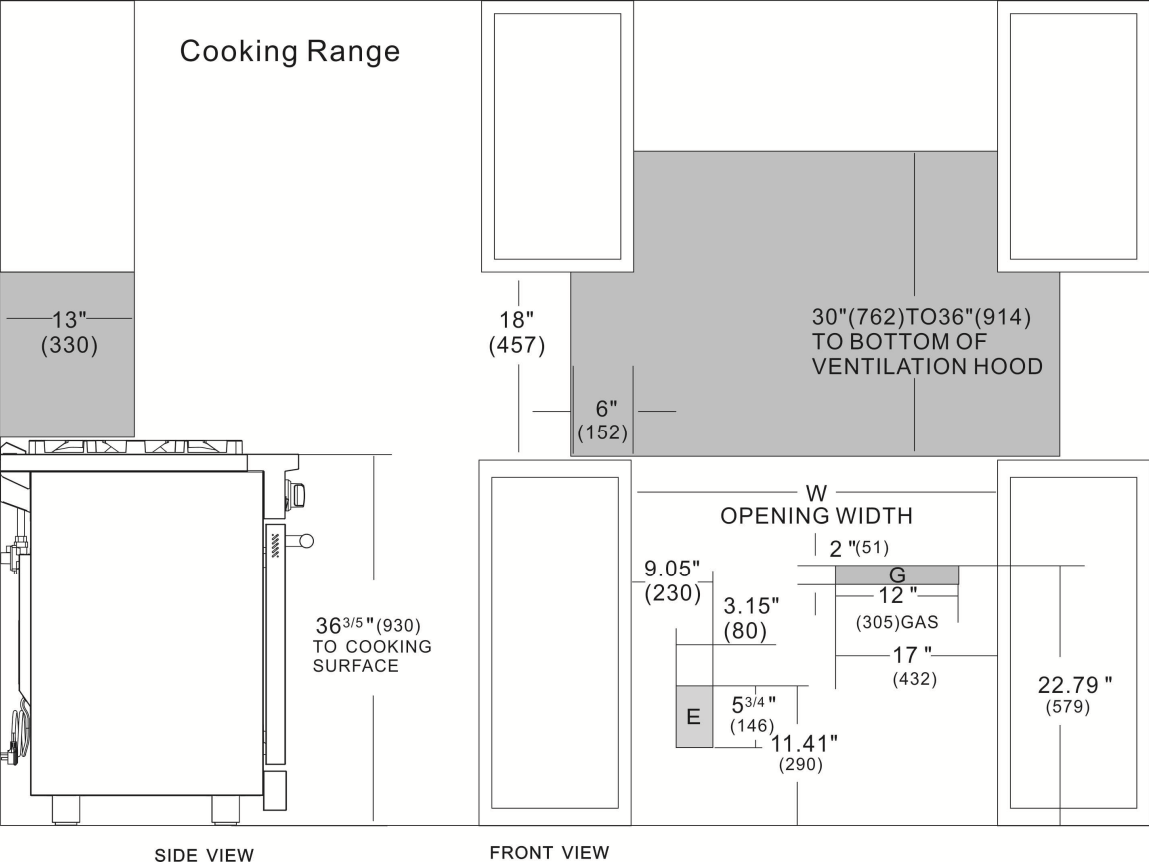 Cooking Range
13"
(330)
18"
(457)
30"(762)TO36"(914)
TO BOTTOM OF
VENTILATION HOOD
6"
(152)
W
OPENING WIDTH
2 "(51)
G
12 "
(305)GAS
17 "
(432)
9.05"
(230)
3.15"
(80)
E
5 3/4 "
(146)
11.41"
(290)
22.79 "
(579)
36 3/5 "(930)
TO COOKING
SURFACE
SIDE VIEW
FRONT VIEW